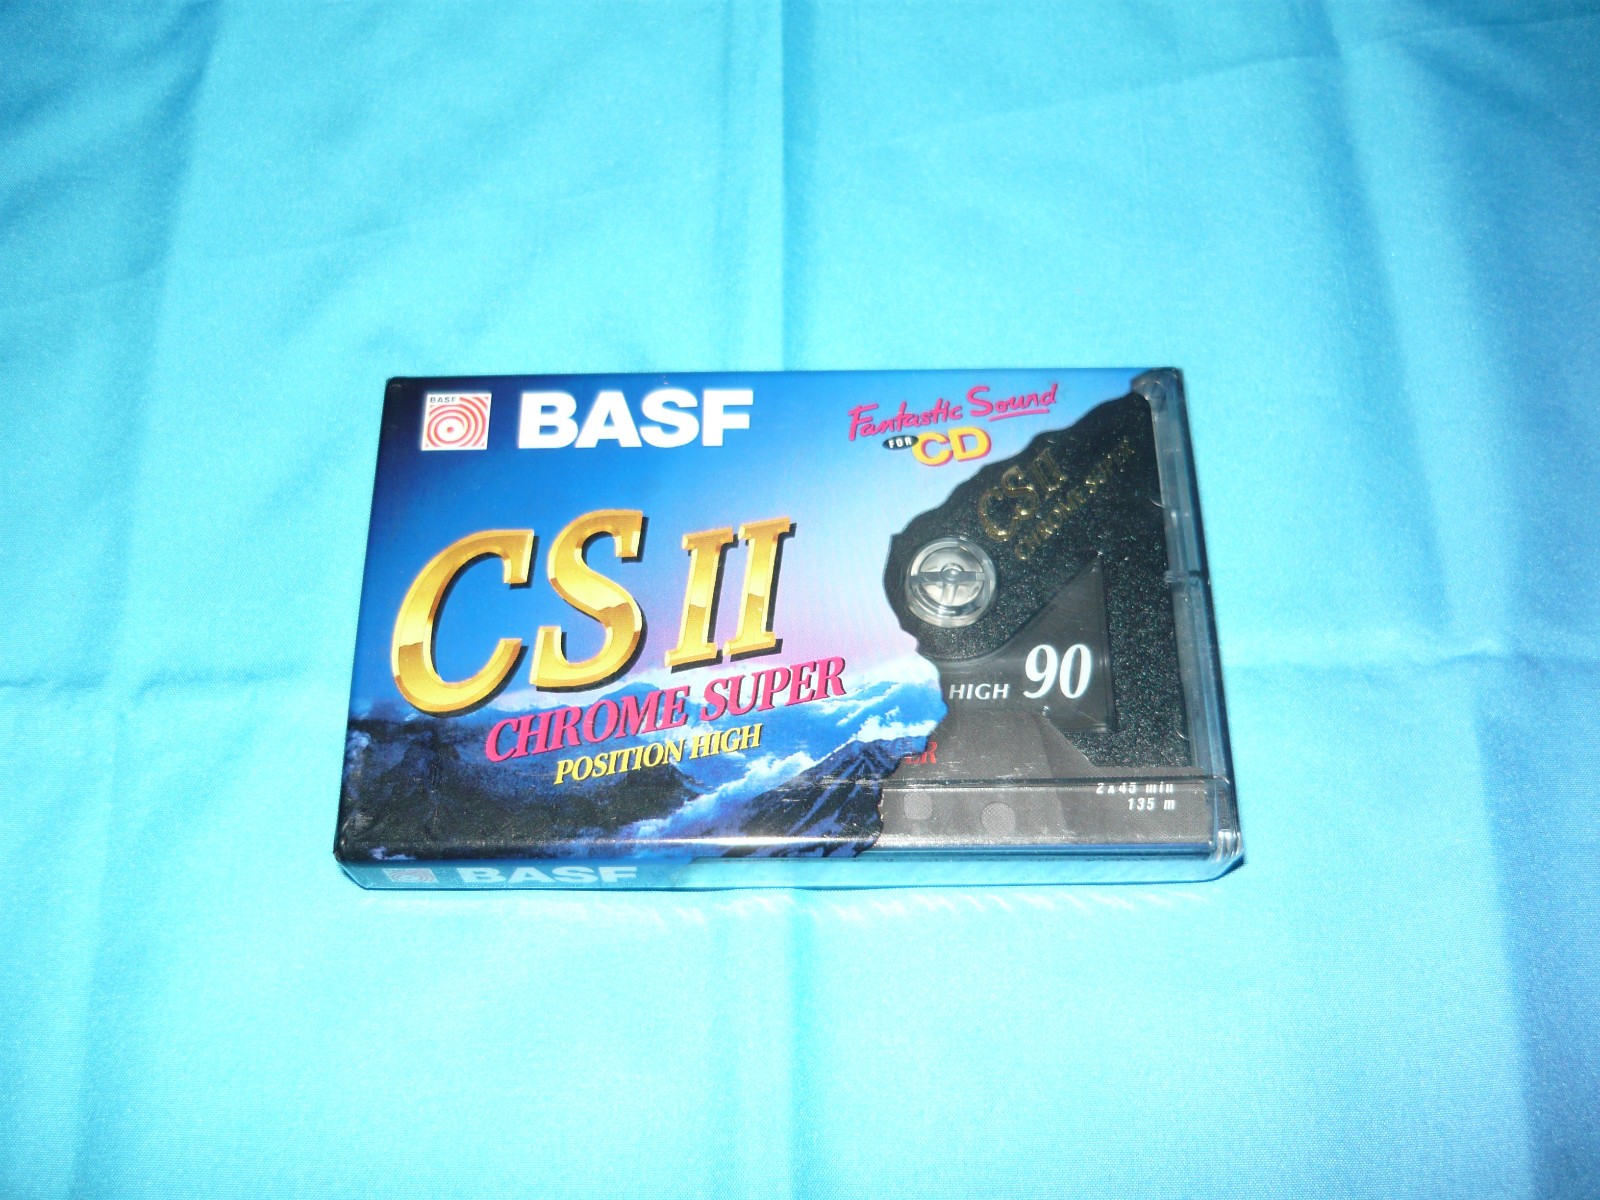 BASF
BASF
Fantastic Sound
FOR CD
CS II
CHROME SUPER
POSITION HIGH
CS II
CHROME SUPER
HIGH 90
2 x 45 min
135 m
BASF